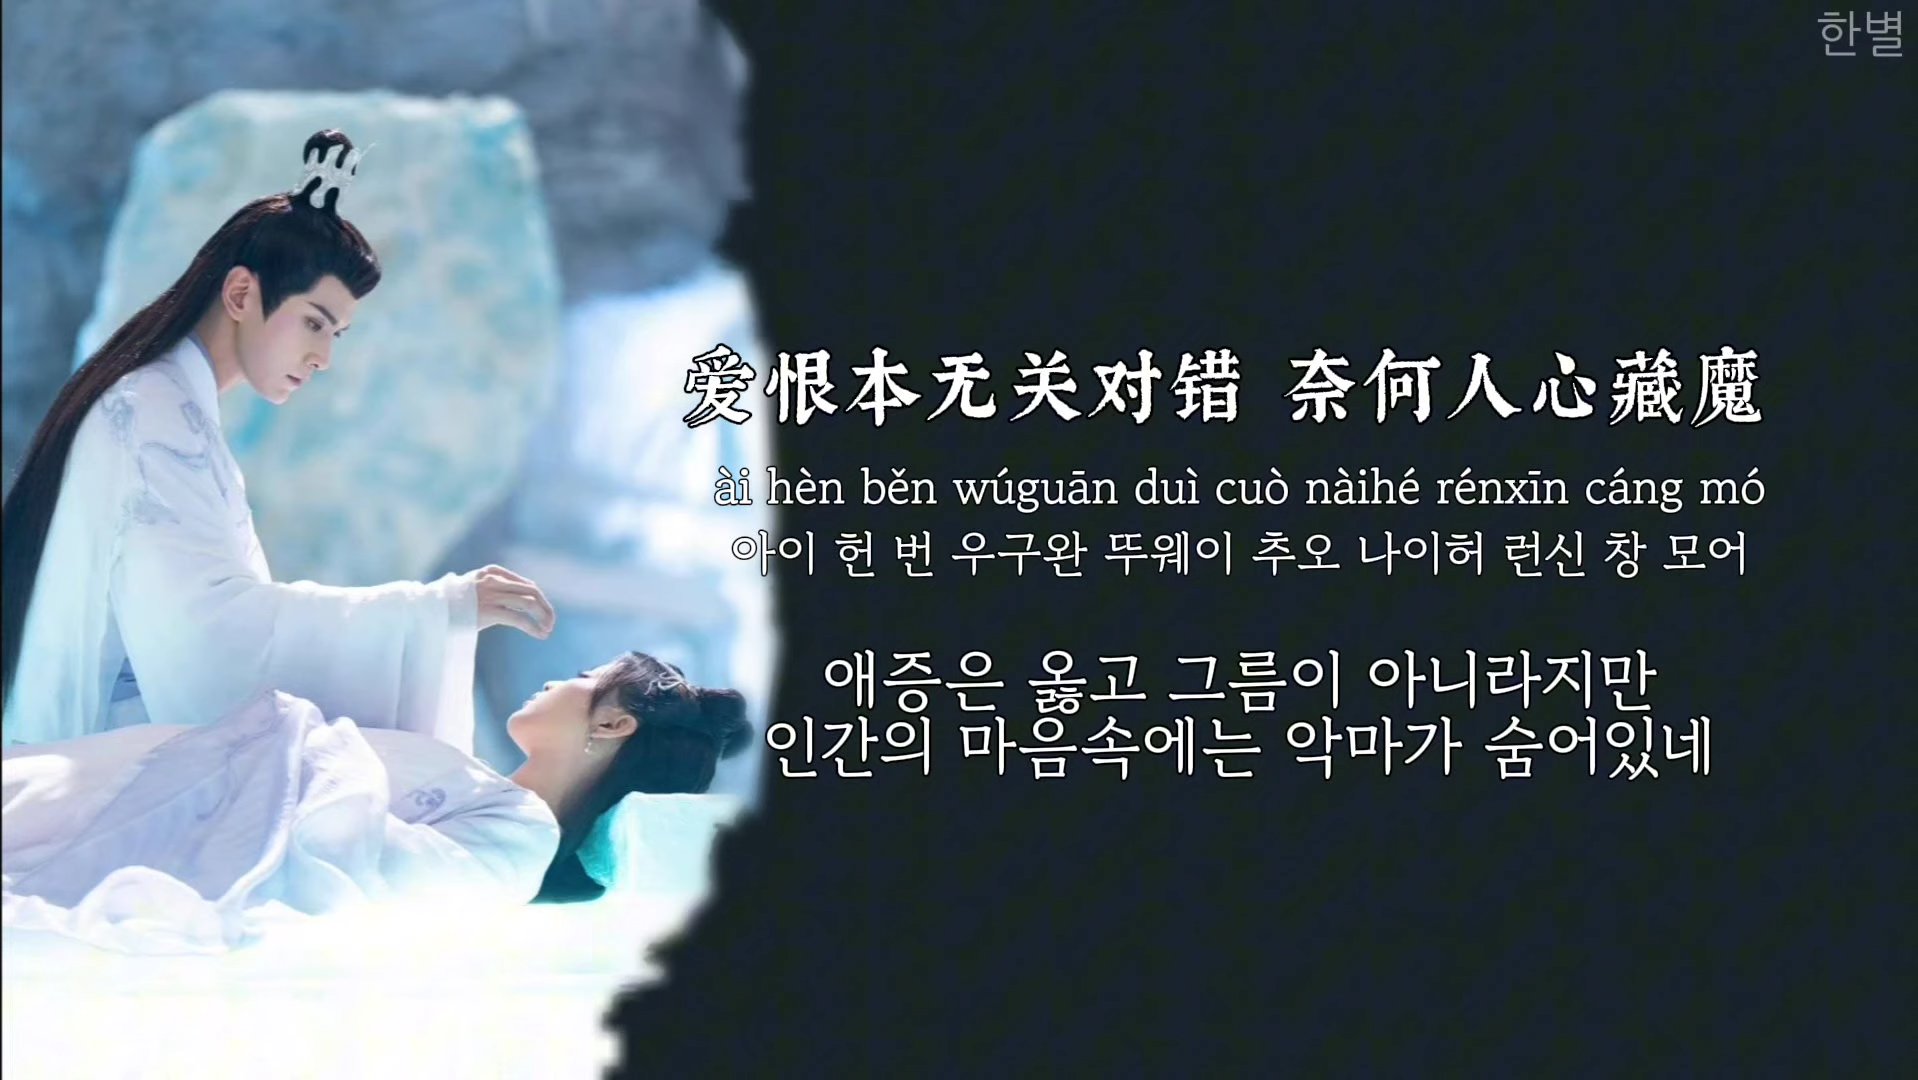 한별
爱恨本无关对错 奈何人心藏魔
ài hèn běn wúguān duì cuò nàihé rénxīn cáng mó
아이 헌 번 우구완 뚜웨이 추오 나이허 런신 창 모어
애증은 옳고 그름이 아니라지만
인간의 마음속에는 악마가 숨어있네